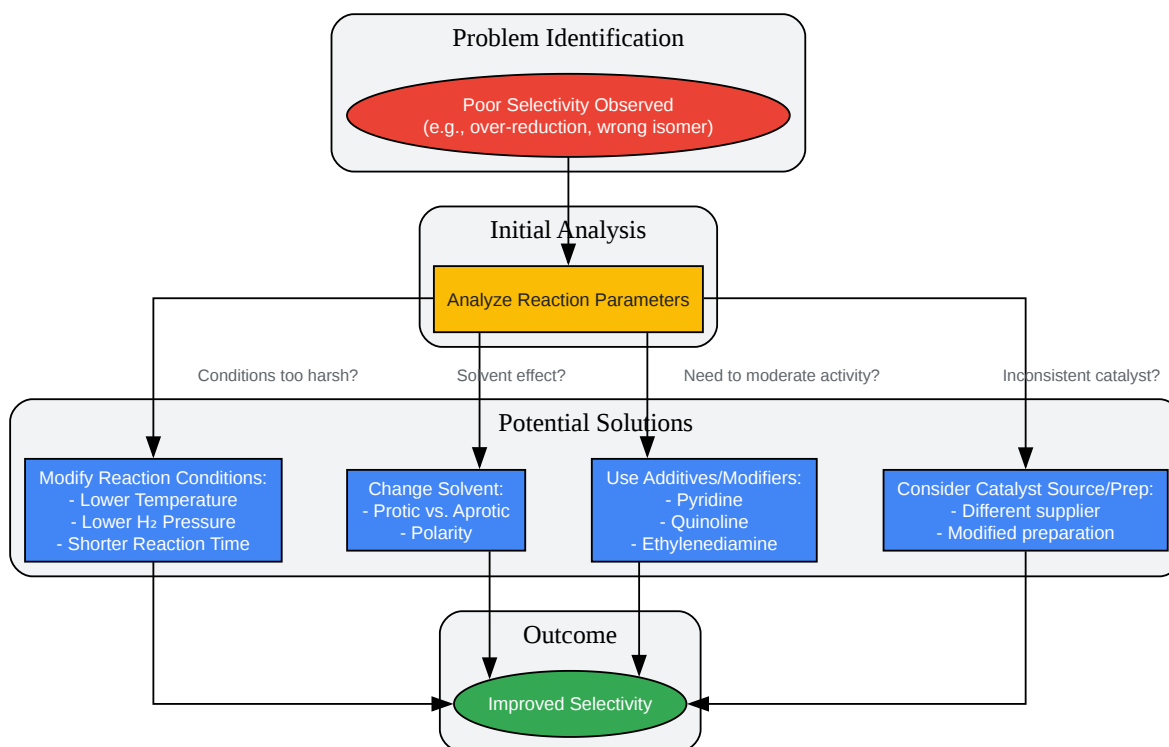 Problem Identification
Poor Selectivity Observed
(e.g., over-reduction, wrong isomer)
Initial Analysis
Analyze Reaction Parameters
Conditions too harsh?
Solvent effect?
Need to moderate activity?
Inconsistent catalyst?
Potential Solutions
Modify Reaction Conditions:
- Lower Temperature
- Lower H₂ Pressure
- Shorter Reaction Time
Change Solvent:
- Protic vs. Aprotic
- Polarity
Use Additives/Modifiers:
- Pyridine
- Quinoline
- Ethylenediamine
Consider Catalyst Source/Prep:
- Different supplier
- Modified preparation
Outcome
Improved Selectivity